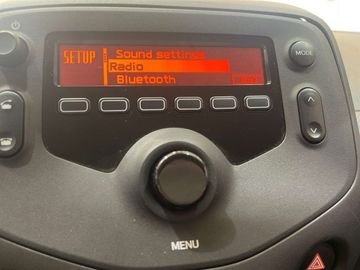 SETUP
Sound settings
Radio
Bluetooth
MODE
MENU